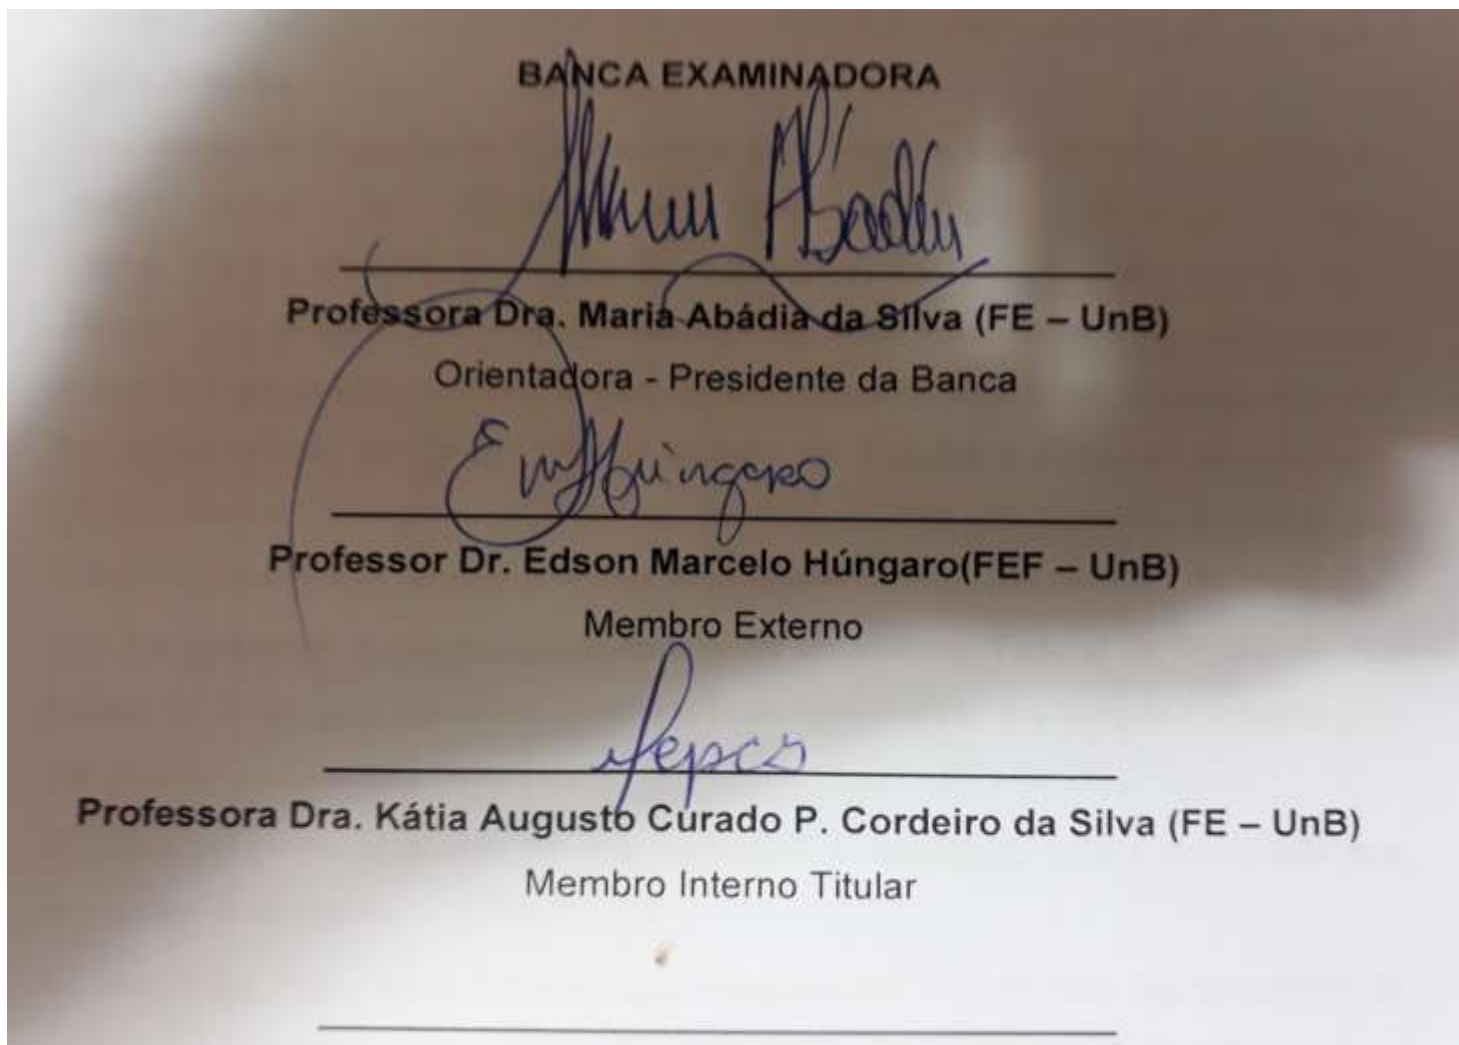 BANCA EXAMINADORA
Professora Dra. Maria Abádia da Silva (FE – UnB)
Orientadora - Presidente da Banca
Professor Dr. Edson Marcelo Húngaro(FEF – UnB)
Membro Externo
Professora Dra. Kátia Augusto Curado P. Cordeiro da Silva (FE – UnB)
Membro Interno Titular